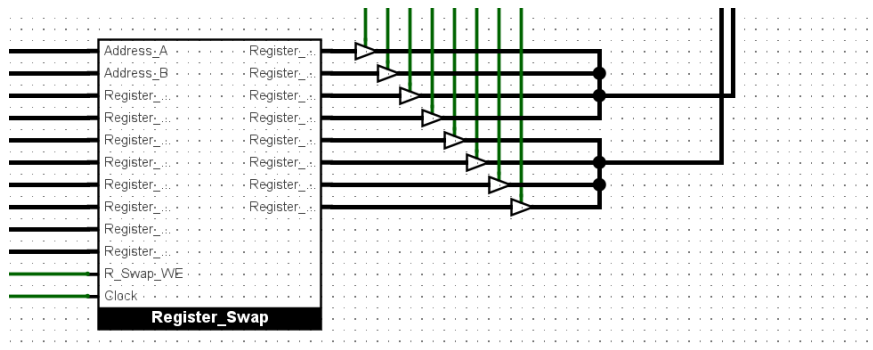 Address_A Register_...
Address_B Register_...
Register_... Register_...
Register_... Register_...
Register_... Register_...
Register_... Register_...
Register_... Register_...
Register_... Register_...
Register_...
Register_...
R_Swap_WE
Clock
Register_Swap